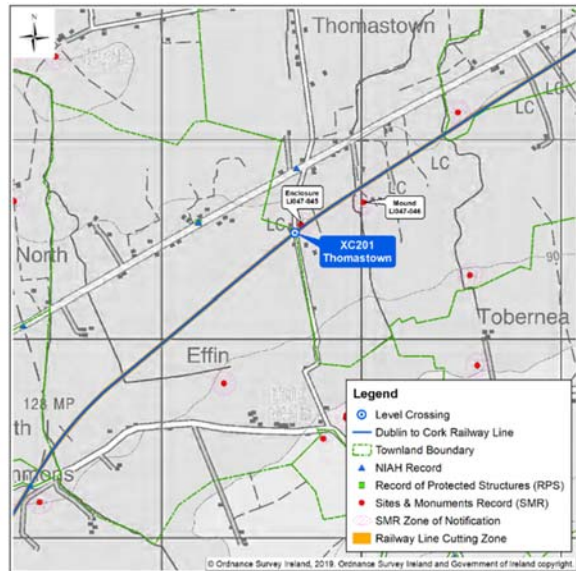 N
Thomastown
LC
LC
LC
LC
Enclosure
LI047-045
Mound
LI047-046
LC
XC201
Thomastown
North
90
Tobernea
Effin
128 MP
th
mmons
Legend
Level Crossing
Dublin to Cork Railway Line
Townland Boundary
NIAH Record
Record of Protected Structures (RPS)
Sites & Monuments Record (SMR)
SMR Zone of Notification
Railway Line Cutting Zone
© Ordnance Survey Ireland, 2019. Ordnance Survey Ireland and Government of Ireland copyright.